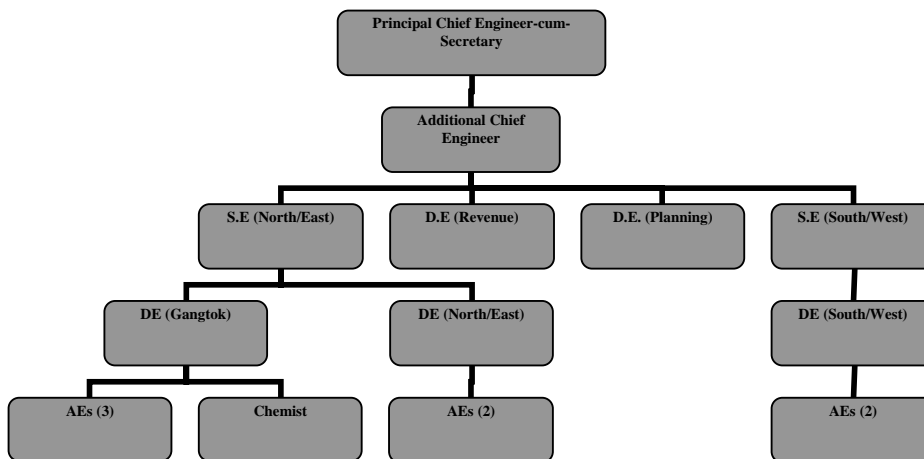 Principal Chief Engineer-cum-
Secretary
Additional Chief
Engineer
S.E (North/East)
D.E (Revenue)
D.E. (Planning)
S.E (South/West)
DE (Gangtok)
DE (North/East)
DE (South/West)
AEs (3)
Chemist
AEs (2)
AEs (2)